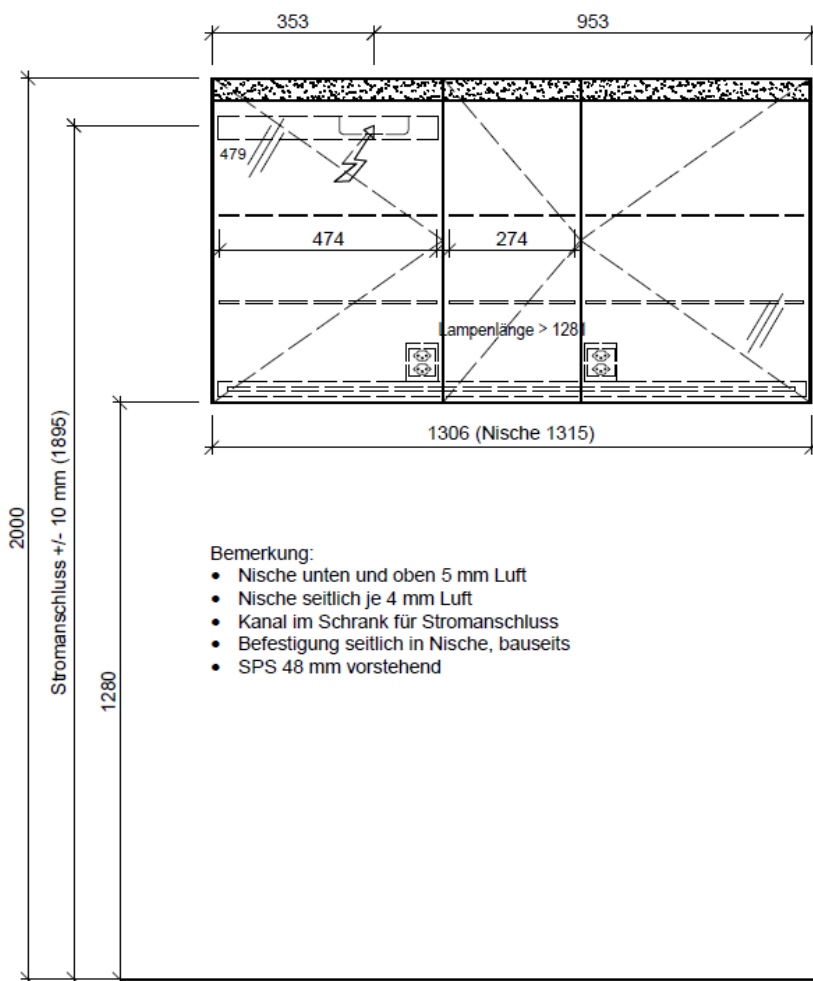 353
953
479
474
274
Lampenlänge > 1281
1306 (Nische 1315)
2000
Stromanschluss +/- 10 mm (1895)
1280
Bemerkung:
• Nische unten und oben 5 mm Luft
• Nische seitlich je 4 mm Luft
• Kanal im Schrank für Stromanschluss
• Befestigung seitlich in Nische, bauseits
• SPS 48 mm vorstehend